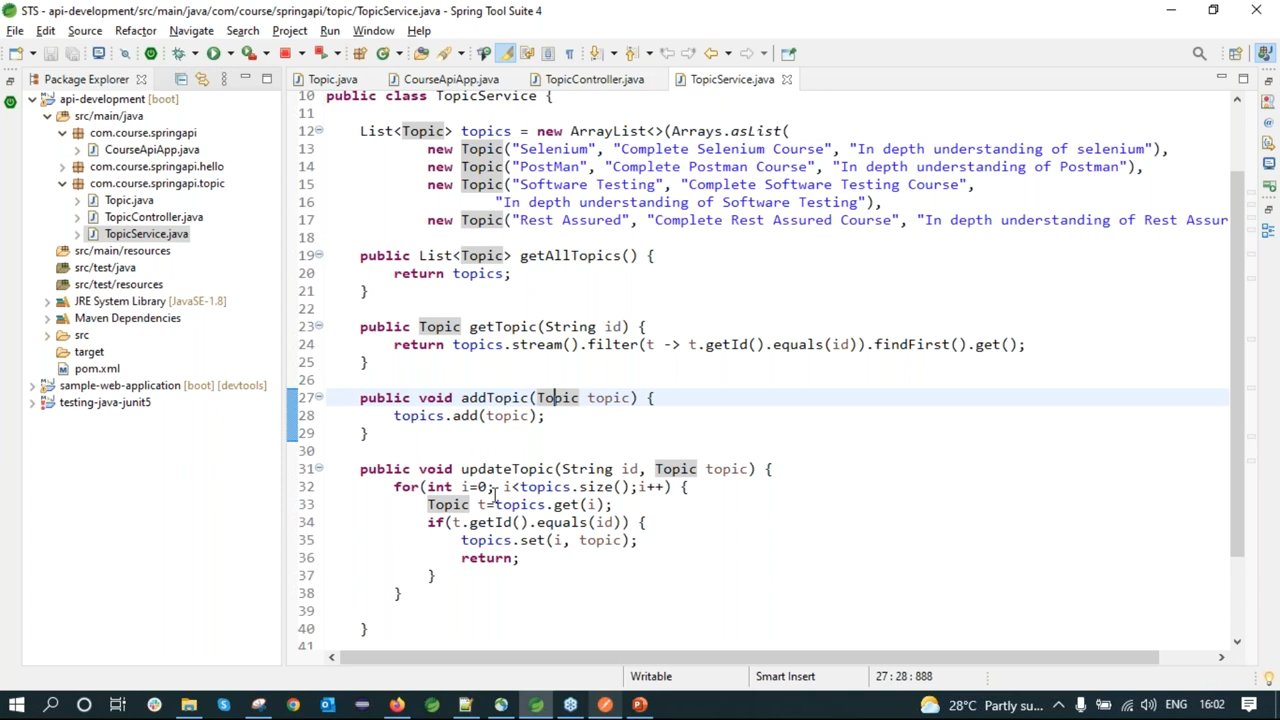 STS - api-development/src/main/java/com/course/springapi/topic/TopicService.java - Spring Tool Suite 4
File Edit Source Refactor Navigate Search Project Run Window Help
Package Explorer
Topic.java CourseApiApp.java TopicController.java TopicService.java
api-development [boot]
src/main/java
com.course.springapi
CourseApiApp.java
com.course.springapi.hello
com.course.springapi.topic
Topic.java
TopicController.java
TopicService.java
src/main/resources
src/test/java
src/test/resources
JRE System Library [JavaSE-1.8]
Maven Dependencies
src
target
pom.xml
sample-web-application [boot] [devtools]
testing-java-junit5
10 public class TopicService {
11
12 List<Topic> topics = new ArrayList<>(Arrays.asList(
13 new Topic("Selenium", "Complete Selenium Course", "In depth understanding of selenium"),
14 new Topic("PostMan", "Complete Postman Course", "In depth understanding of Postman"),
15 new Topic("Software Testing", "Complete Software Testing Course",
16 "In depth understanding of Software Testing"),
17 new Topic("Rest Assured", "Complete Rest Assured Course", "In depth understanding of Rest Assur
18
19 public List<Topic> getAllTopics() {
20 return topics;
21 }
22
23 public Topic getTopic(String id) {
24 return topics.stream().filter(t -> t.getId().equals(id)).findFirst().get();
25 }
26
27 public void addTopic(Topic topic) {
28 topics.add(topic);
29 }
30
31 public void updateTopic(String id, Topic topic) {
32 for(int i=0; i<topics.size();i++) {
33 Topic t=topics.get(i);
34 if(t.getId().equals(id)) {
35 topics.set(i, topic);
36 return;
37 }
38 }
39
40 }
41
Writable Smart Insert 27 : 28 : 888
28°C Partly su... ENG 16:02